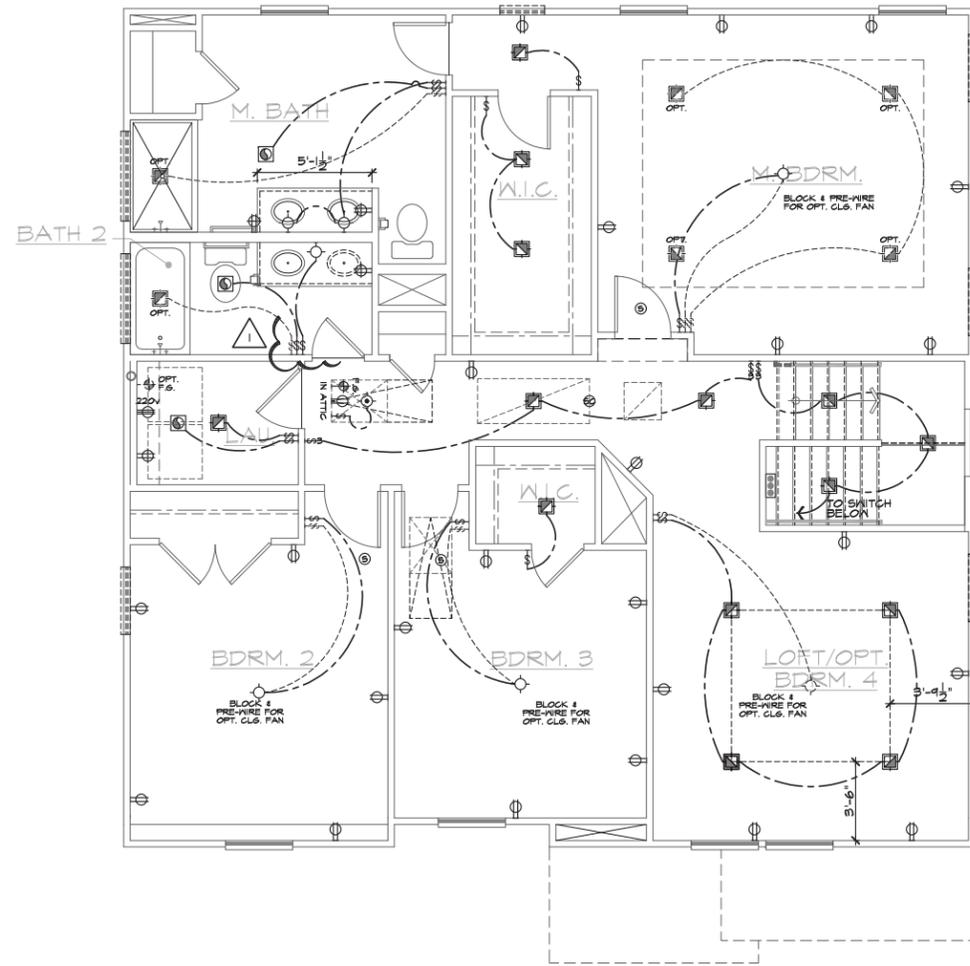 M. BATH
OPT.
5'-1½"
BATH 2
OPT.
1
W.I.C.
OPT.
OPT.
M. BDRM.
BLOCK & PRE-WIRE
FOR OPT. CLG. FAN
OPT.
OPT.
S
OPT.
F.G.
220V
LAU
IN ATTIC
F.G.
3
W.I.C.
TO SWITCH
BELOW
S
S
BDRM. 2
BLOCK &
PRE-WIRE FOR
OPT. CLG. FAN
BDRM. 3
BLOCK &
PRE-WIRE FOR
OPT. CLG. FAN
LOFT/OPT.
BDRM. 4
BLOCK &
PRE-WIRE FOR
OPT. CLG. FAN
3'-9½"
3'-6"